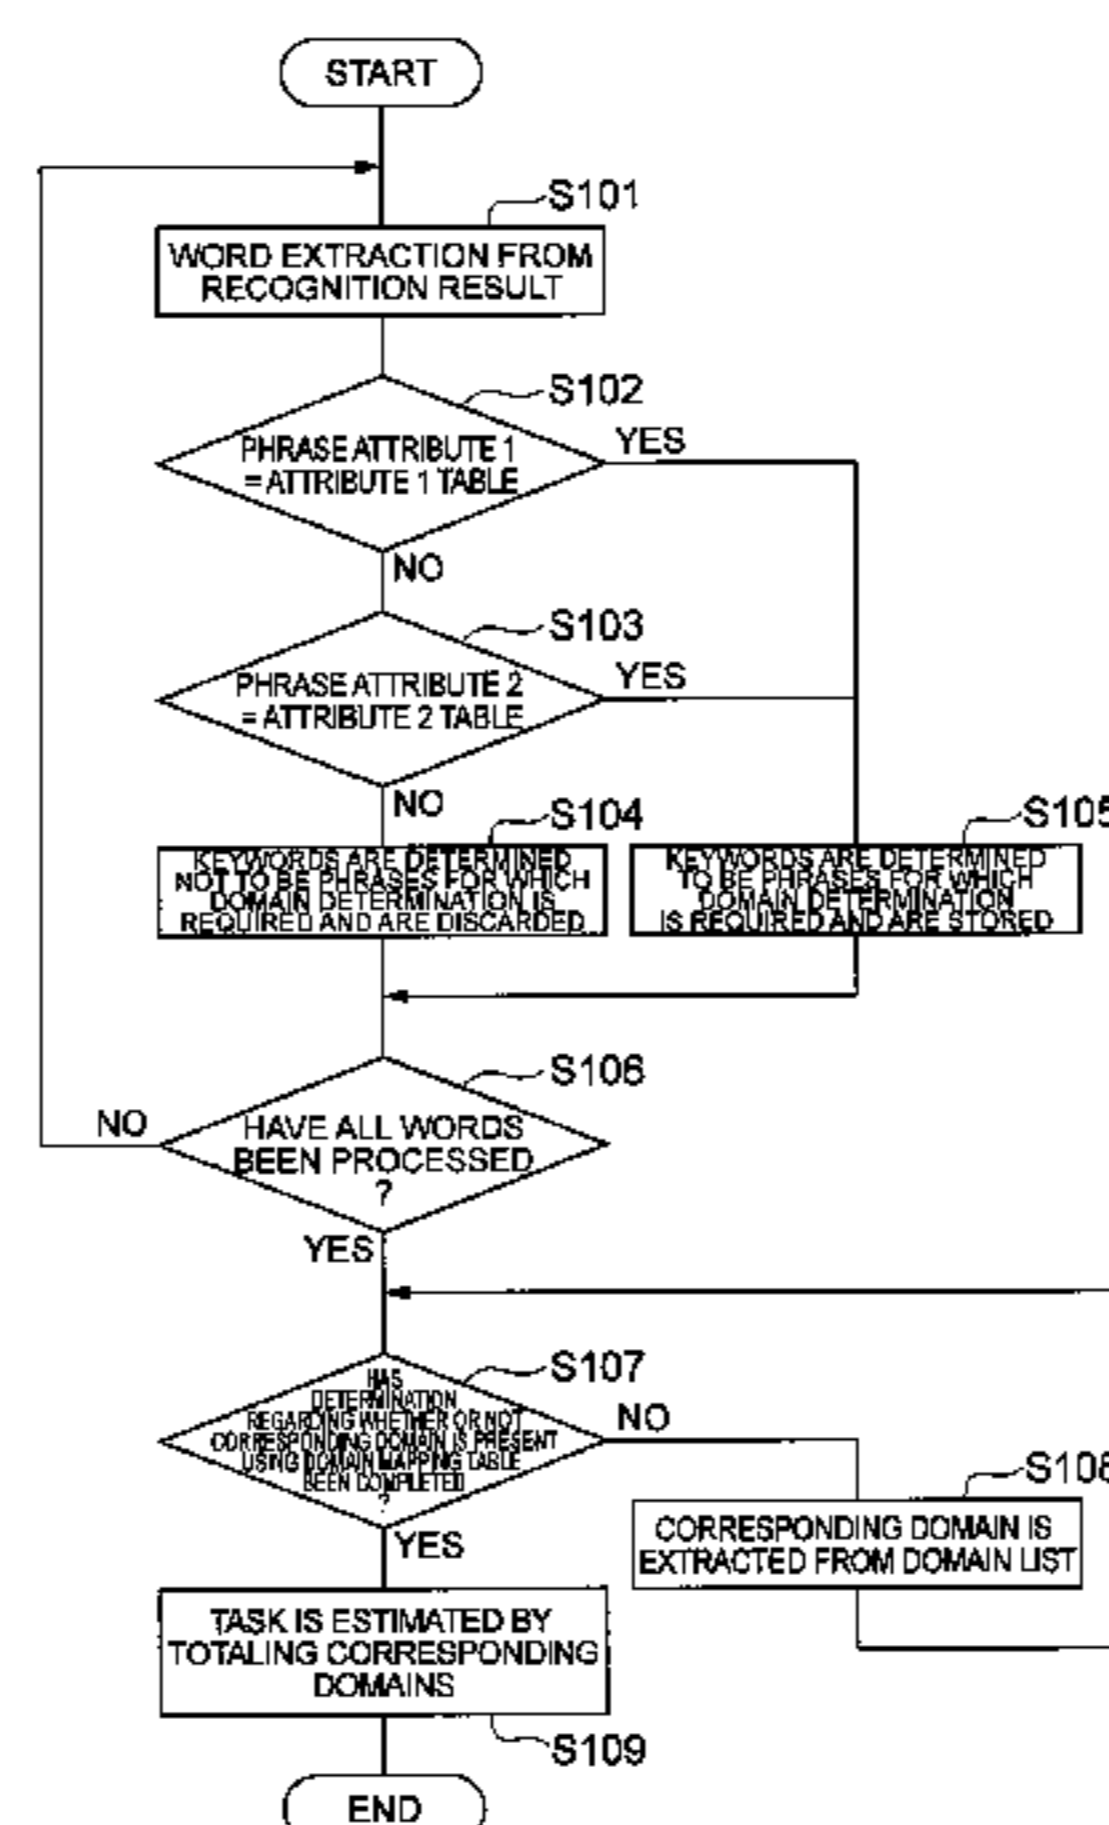 START
S101
WORD EXTRACTION FROM
RECOGNITION RESULT
S102
PHRASE ATTRIBUTE 1
= ATTRIBUTE 1 TABLE
YES
NO
S103
PHRASE ATTRIBUTE 2
= ATTRIBUTE 2 TABLE
YES
NO
S104
KEYWORDS ARE DETERMINED
NOT TO BE PHRASES FOR WHICH
DOMAIN DETERMINATION IS
REQUIRED AND ARE DISCARDED
S105
KEYWORDS ARE DETERMINED
TO BE PHRASES FOR WHICH
DOMAIN DETERMINATION
IS REQUIRED AND ARE STORED
S106
NO
HAVE ALL WORDS
BEEN PROCESSED
?
YES
S107
HAS
DETERMINATION
REGARDING WHETHER OR NOT
CORRESPONDING DOMAIN IS PRESENT
USING DOMAIN MAPPING TABLE
BEEN COMPLETED
?
NO
YES
S108
CORRESPONDING DOMAIN IS
EXTRACTED FROM DOMAIN LIST
TASK IS ESTIMATED BY
TOTALING CORRESPONDING
DOMAINS
S109
END